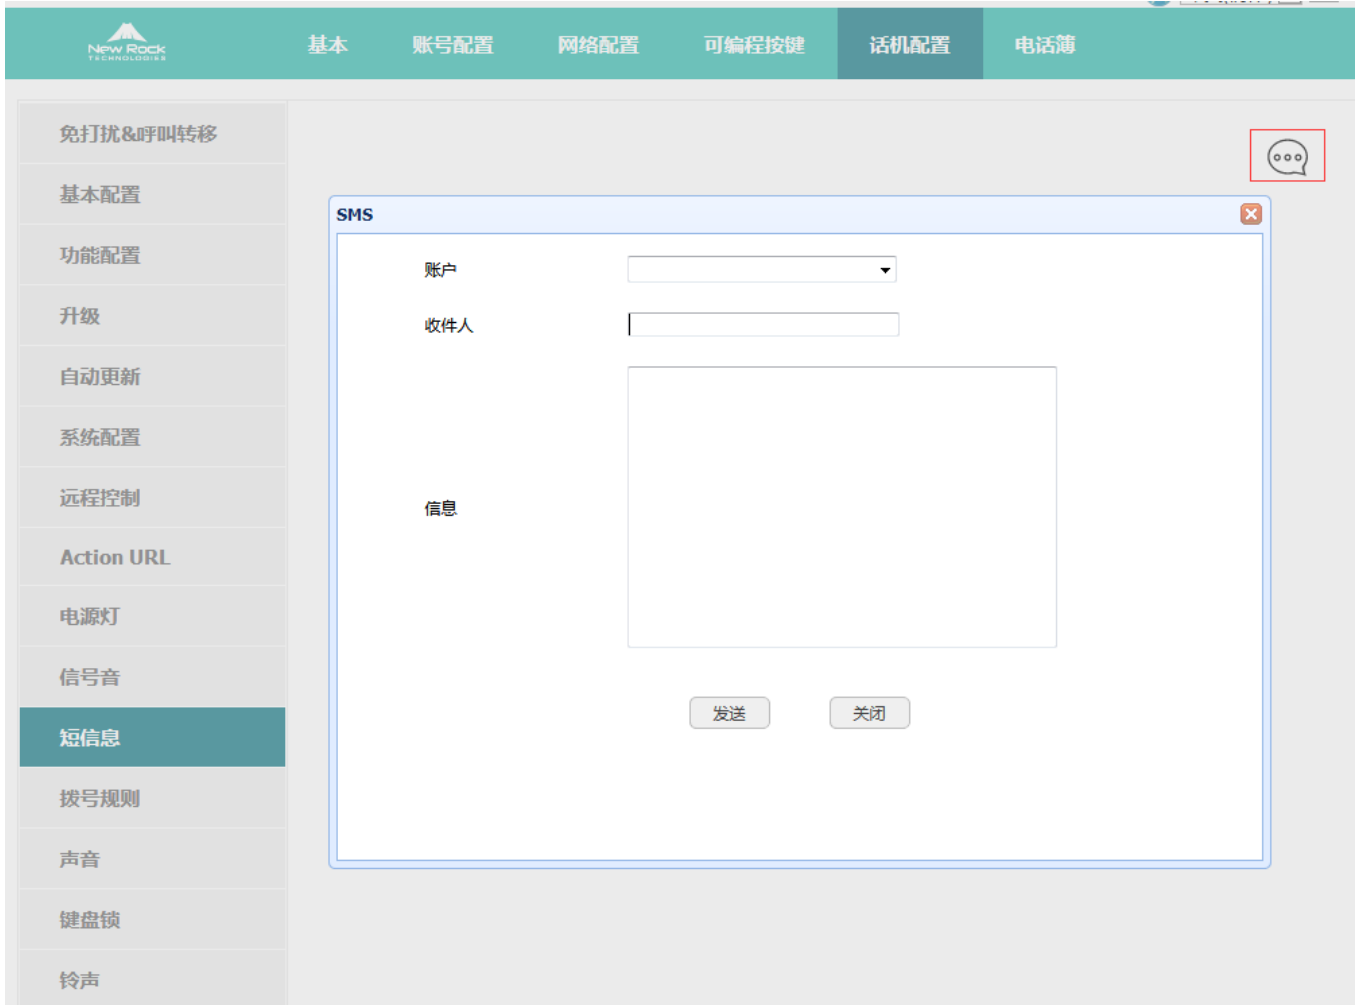 New Rock
TECHNOLOGIES
基本
账号配置
网络配置
可编程按键
话机配置
电话簿
免打扰&呼叫转移
基本配置
功能配置
升级
自动更新
系统配置
远程控制
Action URL
电源灯
信号音
短信息
拨号规则
声音
键盘锁
铃声
SMS
账户
收件人
信息
发送
关闭